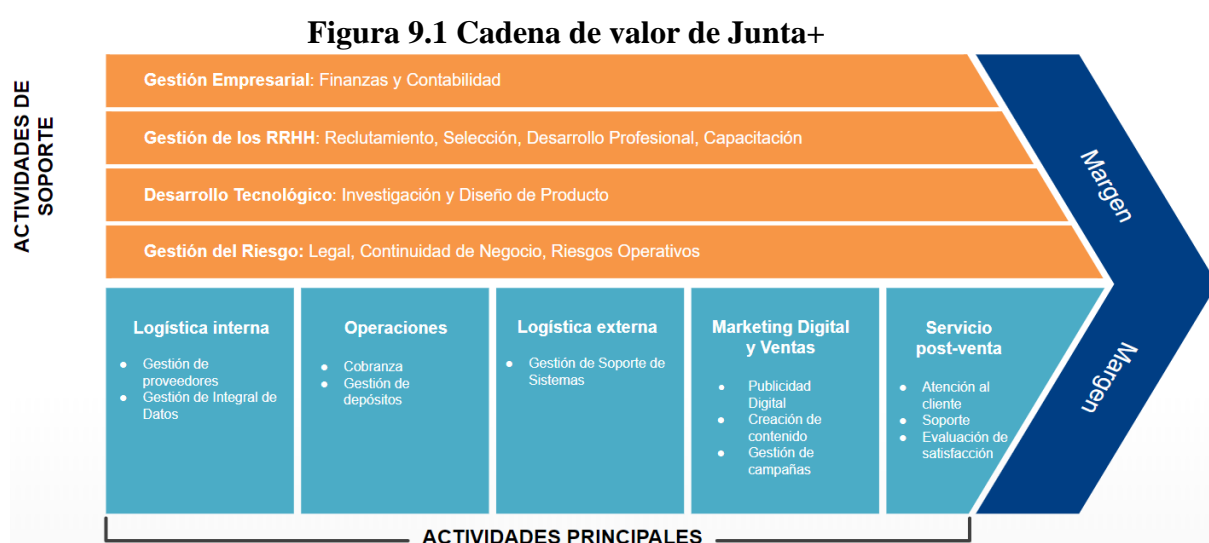 Figura 9.1 Cadena de valor de Junta+
ACTIVIDADES DE
SOPORTE
Gestión Empresarial: Finanzas y Contabilidad
Gestión de los RRHH: Reclutamiento, Selección, Desarrollo Profesional, Capacitación
Desarrollo Tecnológico: Investigación y Diseño de Producto
Gestión del Riesgo: Legal, Continuidad de Negocio, Riesgos Operativos
Margen
Margen
Logística interna
● Gestión de
proveedores
● Gestión de Integral de
Datos
Operaciones
● Cobranza
● Gestión de
depósitos
Logística externa
● Gestión de Soporte de
Sistemas
Marketing Digital
y Ventas
● Publicidad
Digital
● Creación de
contenido
● Gestión de
campañas
Servicio
post-venta
● Atención al
cliente
● Soporte
● Evaluación de
satisfacción
ACTIVIDADES PRINCIPALES